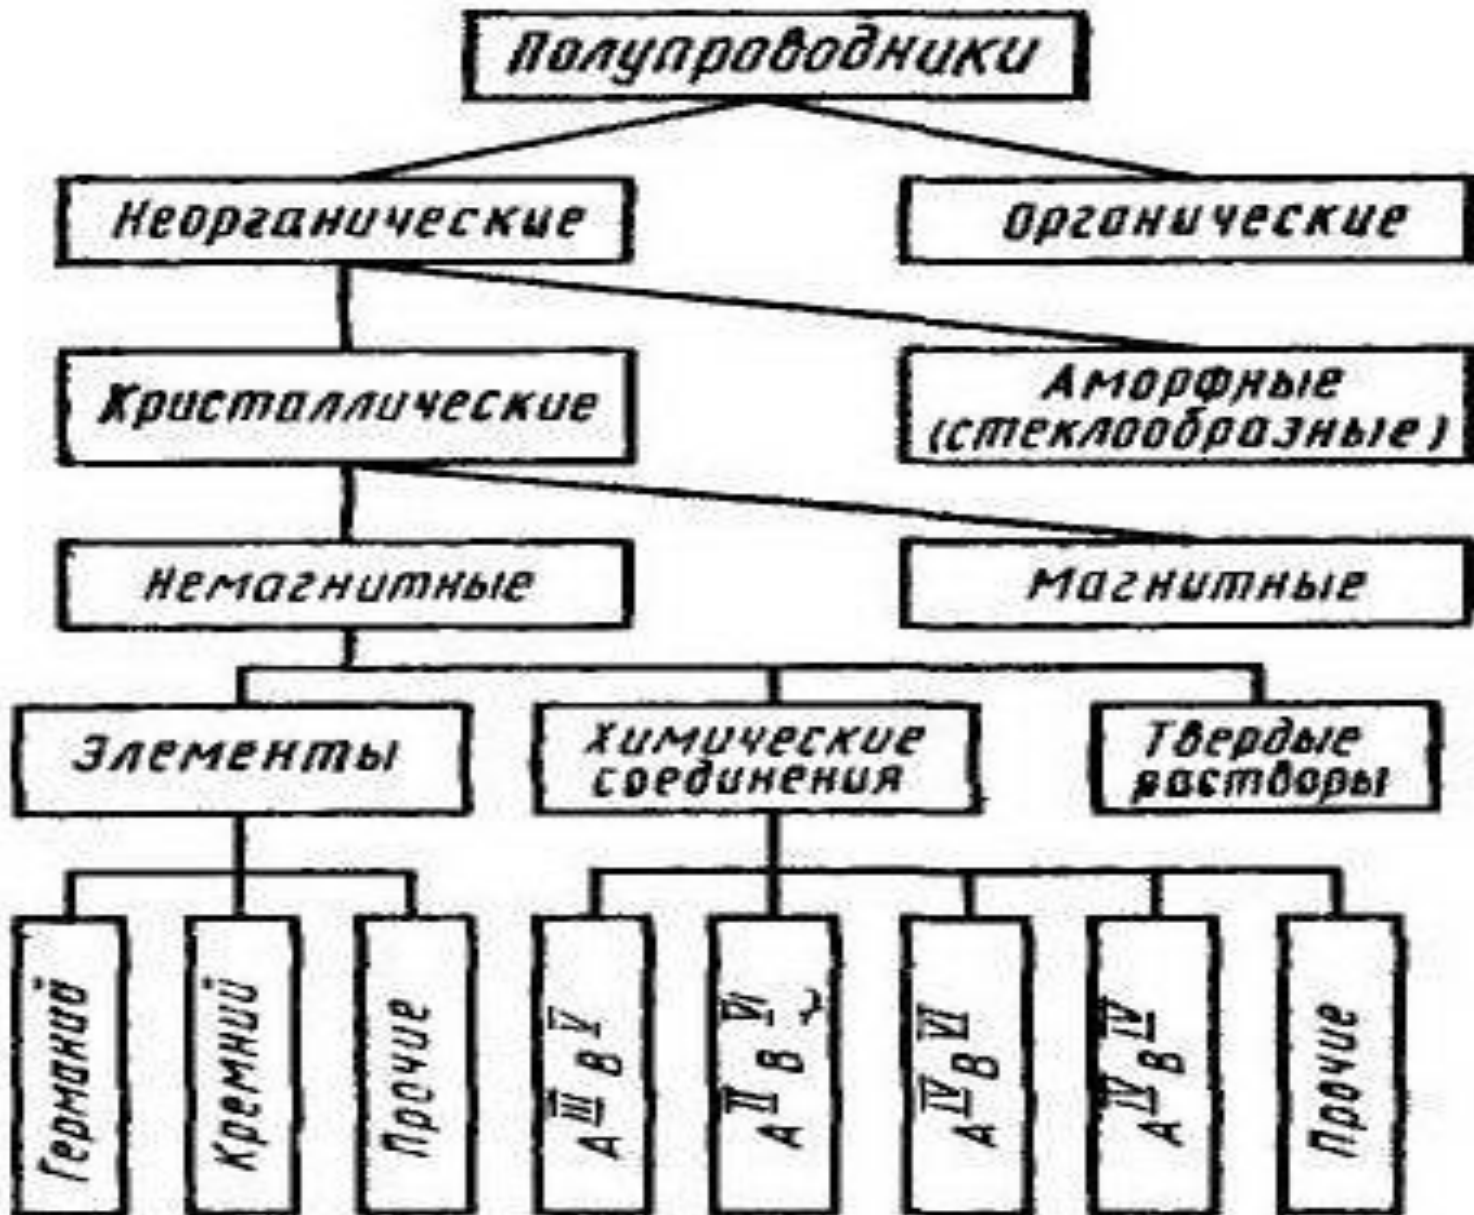 Полупроводники
Неорганические
Органические
Кристаллические
Аморфные
(стеклообразные)
Немагнитные
Магнитные
Элементы
Химические
соединения
Твердые
растворы
Германий
Кремний
Прочие
A^III B^V
A^II B^VI
A^IV B^VI
A^IV B^IV
Прочие